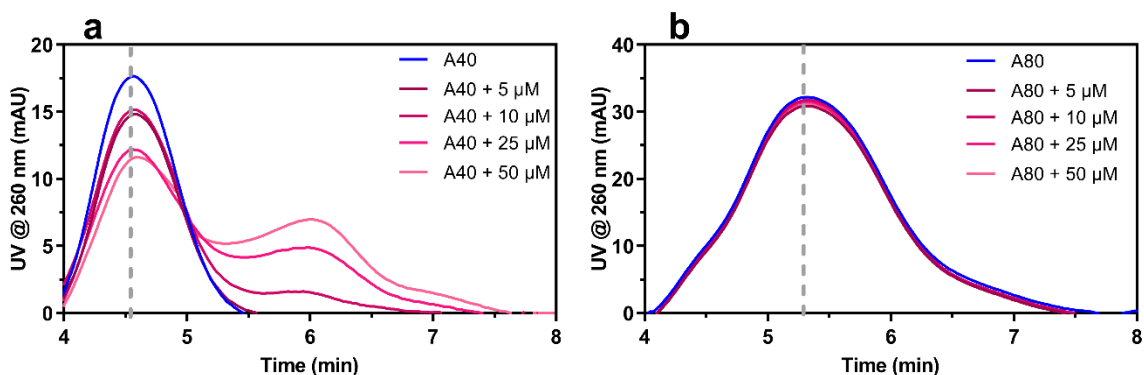 a
UV @ 260 nm (mAU)
20
15
10
5
0
4
5
6
7
8
Time (min)
A40
A40 + 5 µM
A40 + 10 µM
A40 + 25 µM
A40 + 50 µM
b
UV @ 260 nm (mAU)
40
30
20
10
0
4
5
6
7
8
Time (min)
A80
A80 + 5 µM
A80 + 10 µM
A80 + 25 µM
A80 + 50 µM